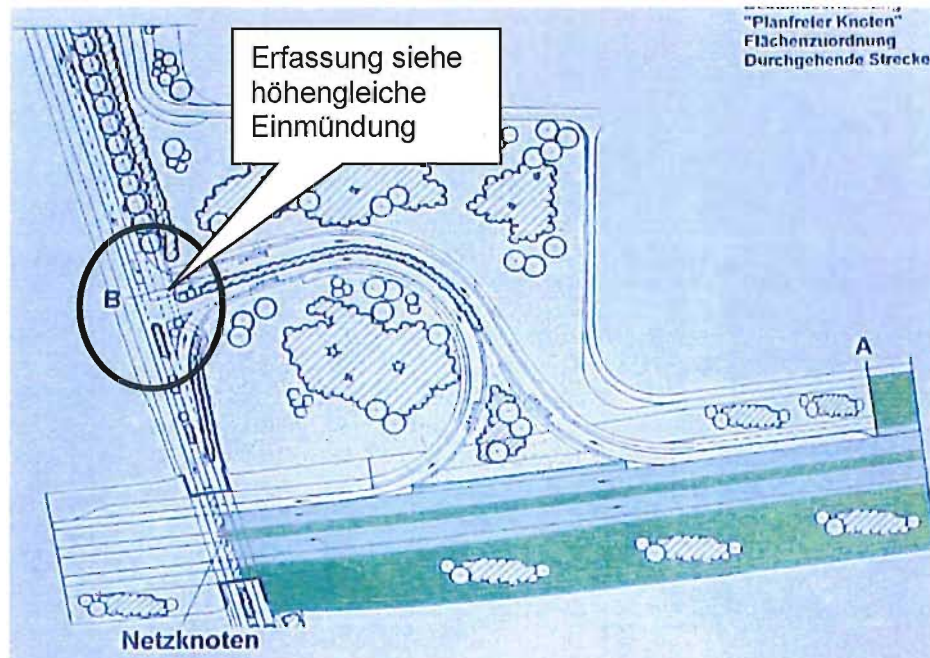 "Planfreier Knoten"
Flächenzuordnung
Durchgehende Strecke
Erfassung siehe
höhengleiche
Einmündung
B
A
Netzknoten